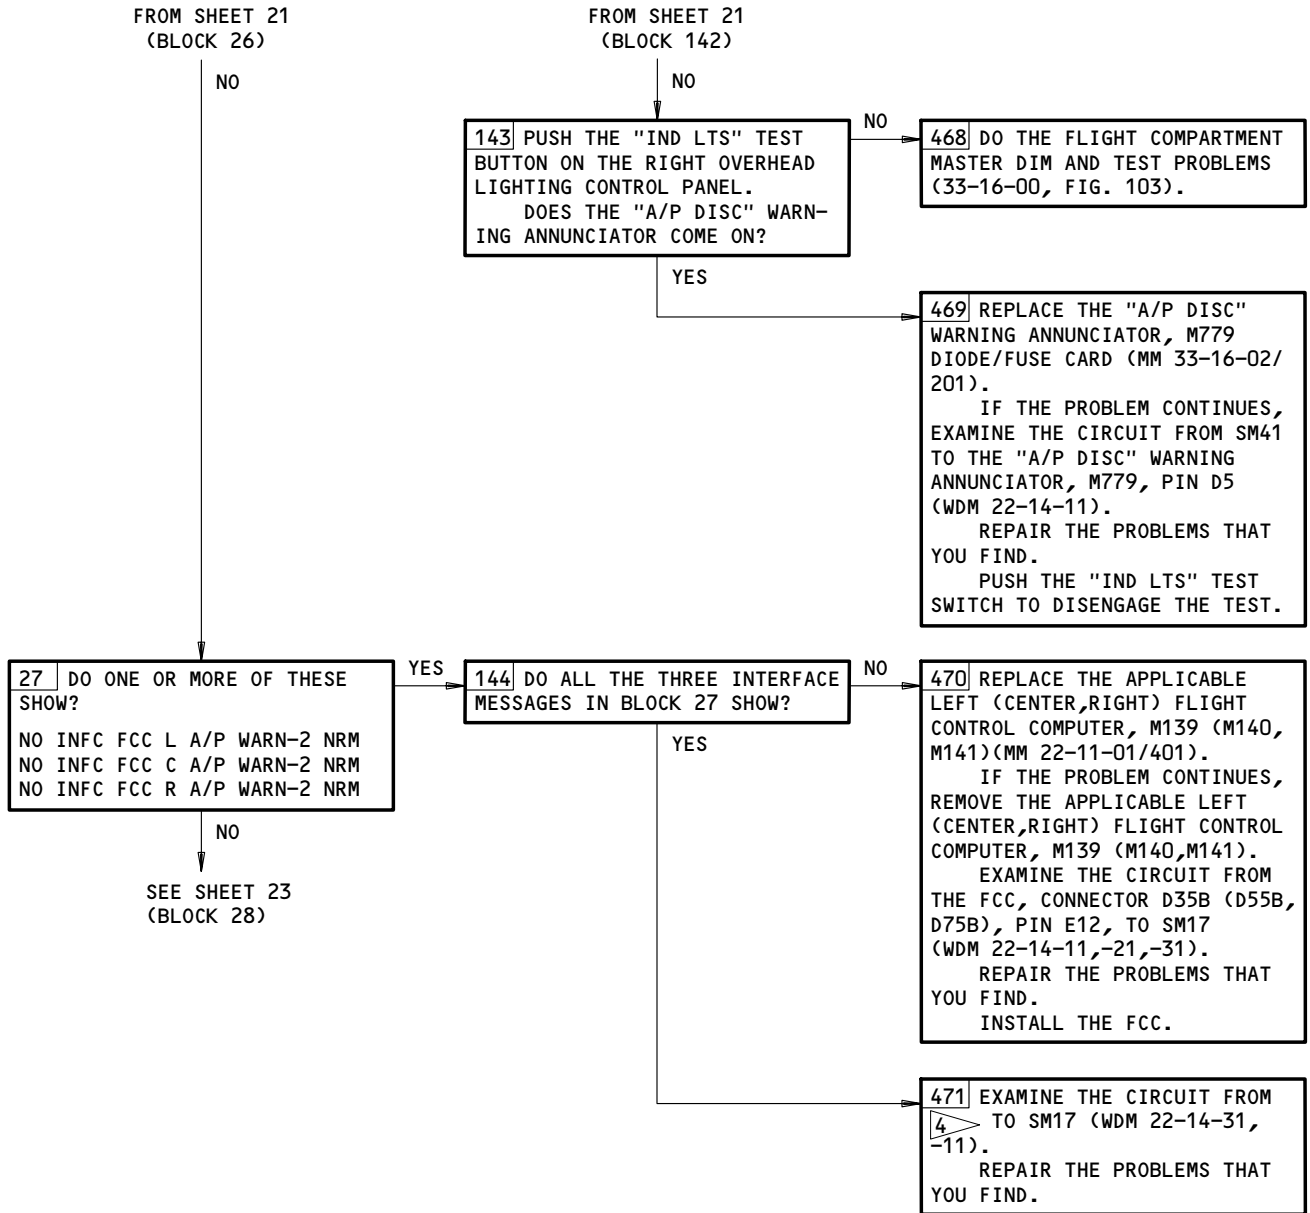 FROM SHEET 21
(BLOCK 26)
NO
FROM SHEET 21
(BLOCK 142)
NO
143 PUSH THE "IND LTS" TEST
BUTTON ON THE RIGHT OVERHEAD
LIGHTING CONTROL PANEL.
DOES THE "A/P DISC" WARN-
ING ANNUNCIATOR COME ON?
NO
468 DO THE FLIGHT COMPARTMENT
MASTER DIM AND TEST PROBLEMS
(33-16-00, FIG. 103).
YES
469 REPLACE THE "A/P DISC"
WARNING ANNUNCIATOR, M779
DIODE/FUSE CARD (MM 33-16-02/
201).
IF THE PROBLEM CONTINUES,
EXAMINE THE CIRCUIT FROM SM41
TO THE "A/P DISC" WARNING
ANNUNCIATOR, M779, PIN D5
(WDM 22-14-11).
REPAIR THE PROBLEMS THAT
YOU FIND.
PUSH THE "IND LTS" TEST
SWITCH TO DISENGAGE THE TEST.
27 DO ONE OR MORE OF THESE
SHOW?
NO INFC FCC L A/P WARN-2 NRM
NO INFC FCC C A/P WARN-2 NRM
NO INFC FCC R A/P WARN-2 NRM
YES
NO
SEE SHEET 23
(BLOCK 28)
144 DO ALL THE THREE INTERFACE
MESSAGES IN BLOCK 27 SHOW?
NO
YES
470 REPLACE THE APPLICABLE
LEFT (CENTER,RIGHT) FLIGHT
CONTROL COMPUTER, M139 (M140,
M141)(MM 22-11-01/401).
IF THE PROBLEM CONTINUES,
REMOVE THE APPLICABLE LEFT
(CENTER,RIGHT) FLIGHT CONTROL
COMPUTER, M139 (M140,M141).
EXAMINE THE CIRCUIT FROM
THE FCC, CONNECTOR D35B (D55B,
D75B), PIN E12, TO SM17
(WDM 22-14-11,-21,-31).
REPAIR THE PROBLEMS THAT
YOU FIND.
INSTALL THE FCC.
471 EXAMINE THE CIRCUIT FROM
4 TO SM17 (WDM 22-14-31,
-11).
REPAIR THE PROBLEMS THAT
YOU FIND.